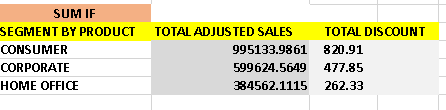 SUM IF
SEGMENT BY PRODUCT TOTAL ADJUSTED SALES TOTAL DISCOUNT
CONSUMER 995133.9861 820.91
CORPORATE 599624.5649 477.85
HOME OFFICE 384562.1115 262.33